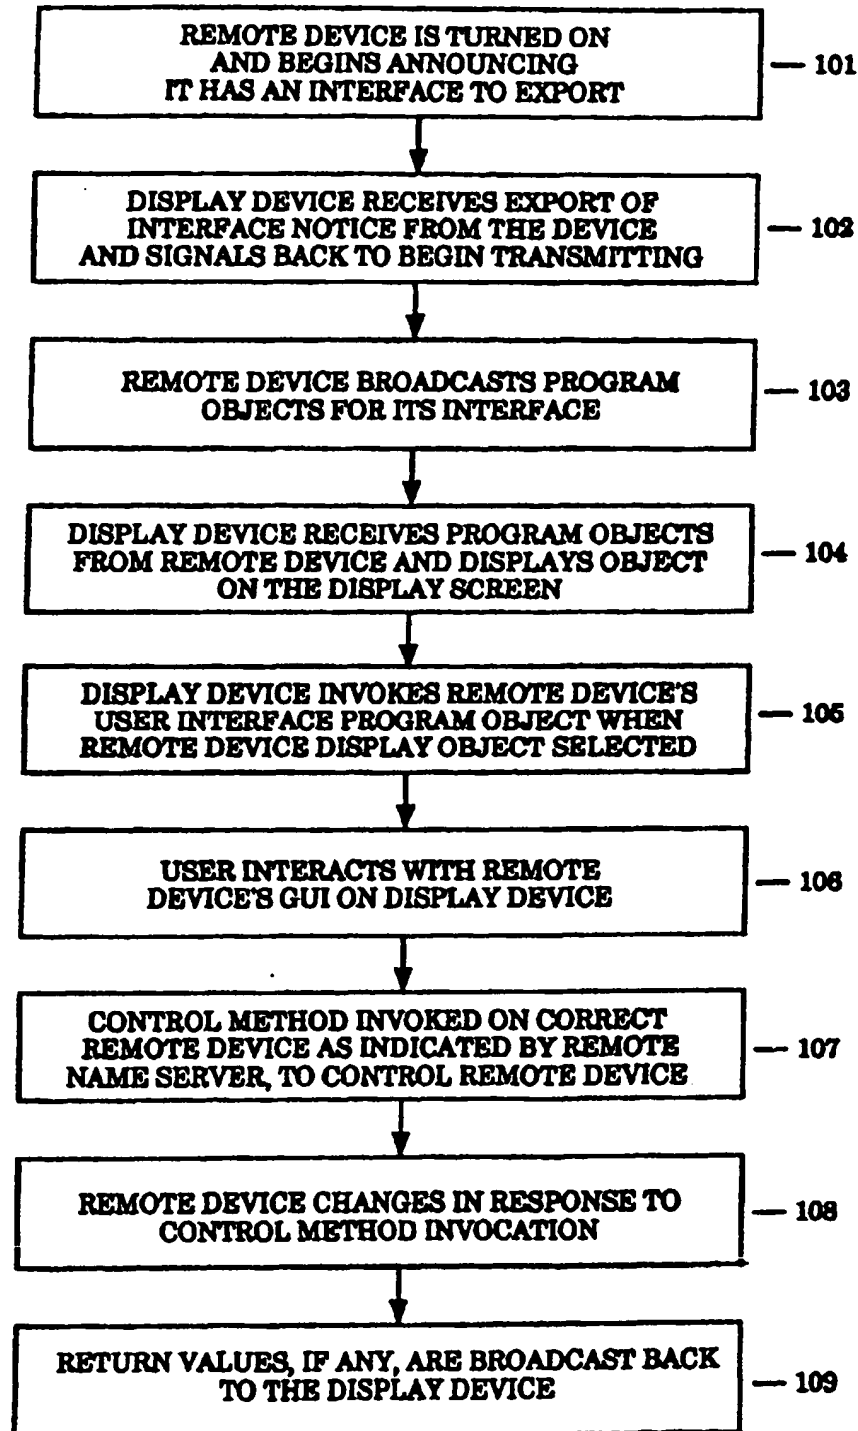 REMOTE DEVICE IS TURNED ON
AND BEGINS ANNOUNCING
IT HAS AN INTERFACE TO EXPORT
101
DISPLAY DEVICE RECEIVES EXPORT OF
INTERFACE NOTICE FROM THE DEVICE
AND SIGNALS BACK TO BEGIN TRANSMITTING
102
REMOTE DEVICE BROADCASTS PROGRAM
OBJECTS FOR ITS INTERFACE
103
DISPLAY DEVICE RECEIVES PROGRAM OBJECTS
FROM REMOTE DEVICE AND DISPLAYS OBJECT
ON THE DISPLAY SCREEN
104
DISPLAY DEVICE INVOKES REMOTE DEVICE'S
USER INTERFACE PROGRAM OBJECT WHEN
REMOTE DEVICE DISPLAY OBJECT SELECTED
105
USER INTERACTS WITH REMOTE
DEVICE'S GUI ON DISPLAY DEVICE
106
CONTROL METHOD INVOKED ON CORRECT
REMOTE DEVICE AS INDICATED BY REMOTE
NAME SERVER, TO CONTROL REMOTE DEVICE
107
REMOTE DEVICE CHANGES IN RESPONSE TO
CONTROL METHOD INVOCATION
108
RETURN VALUES, IF ANY, ARE BROADCAST BACK
TO THE DISPLAY DEVICE
109